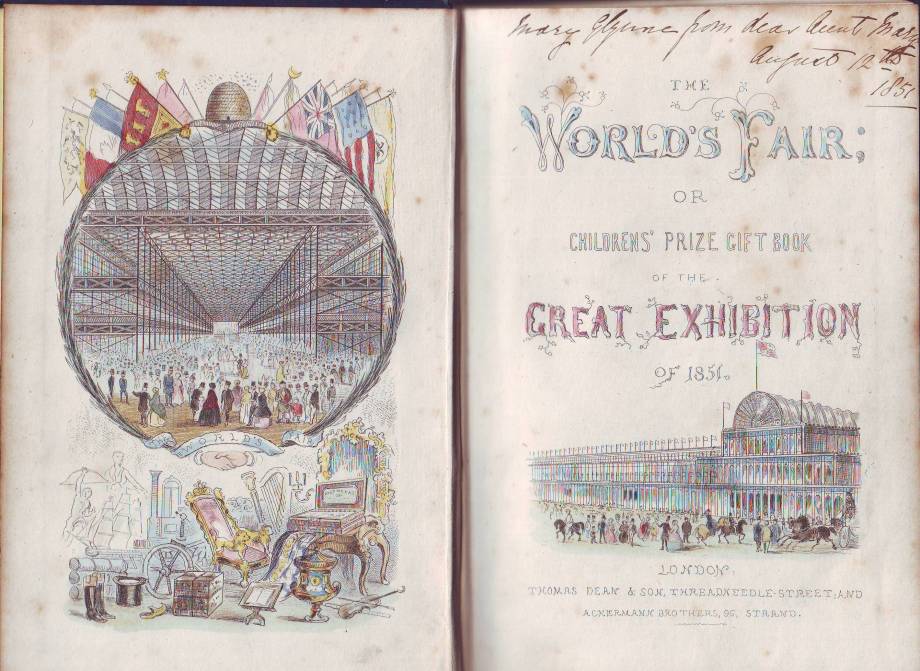 WORLD'S
Mary Glynne from dear Aunt Mary
August 12th
1851
THE
WORLD'S FAIR;
OR
CHILDRENS' PRIZE GIFT BOOK
OF THE
GREAT EXHIBITION
OF 1851.
LONDON,
THOMAS DEAN & SON, THREADNEEDLE-STREET; AND
ACKERMANN BROTHERS, 96, STRAND.